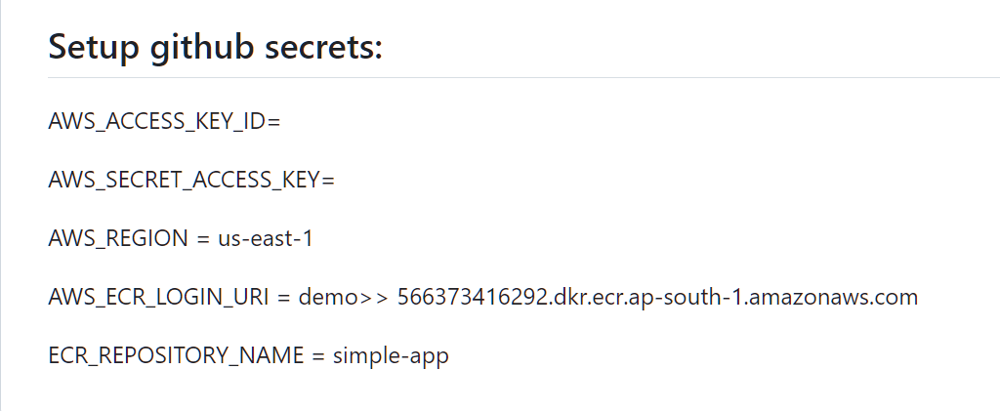 Setup github secrets:
AWS_ACCESS_KEY_ID=
AWS_SECRET_ACCESS_KEY=
AWS_REGION = us-east-1
AWS_ECR_LOGIN_URI = demo>> 566373416292.dkr.ecr.ap-south-1.amazonaws.com
ECR_REPOSITORY_NAME = simple-app